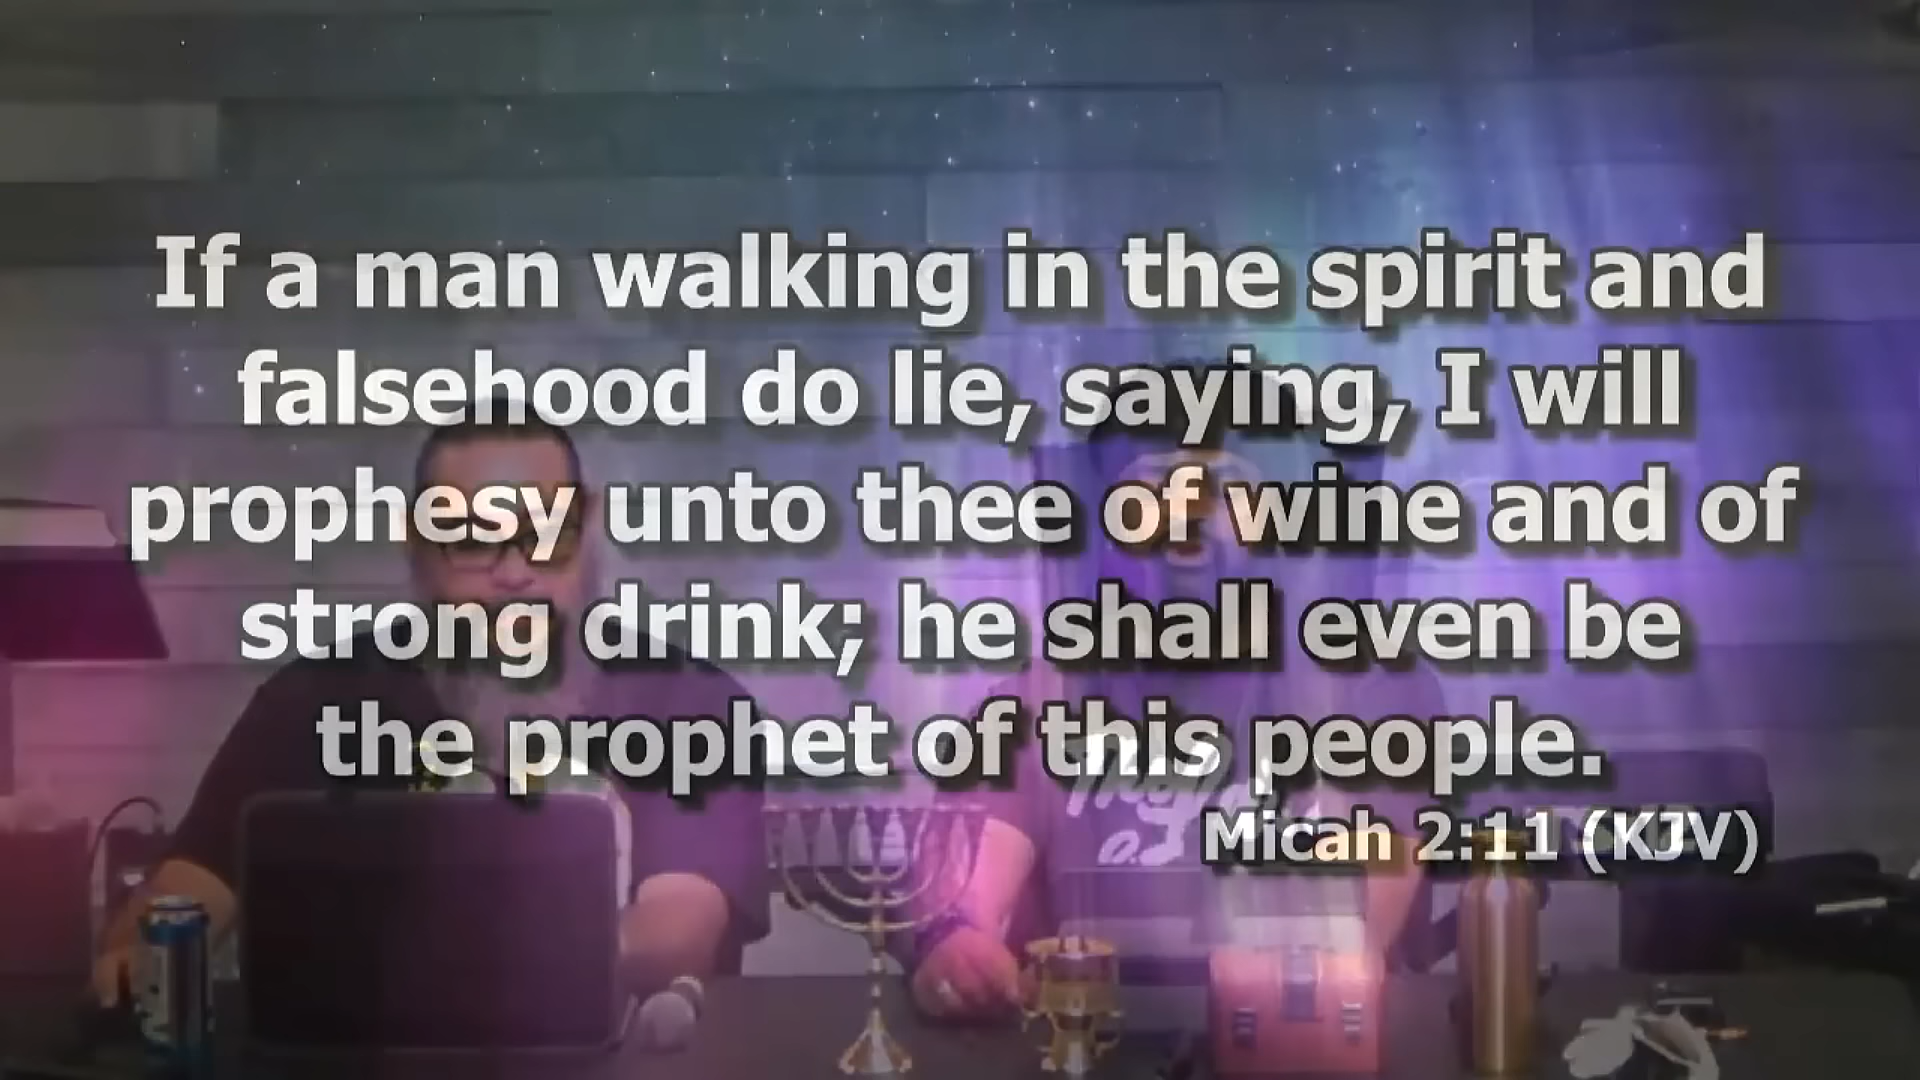 If a man walking in the spirit and
falsehood do lie, saying, I will
prophesy unto thee of wine and of
strong drink; he shall even be
the prophet of this people.
Micah 2:11 (KJV)